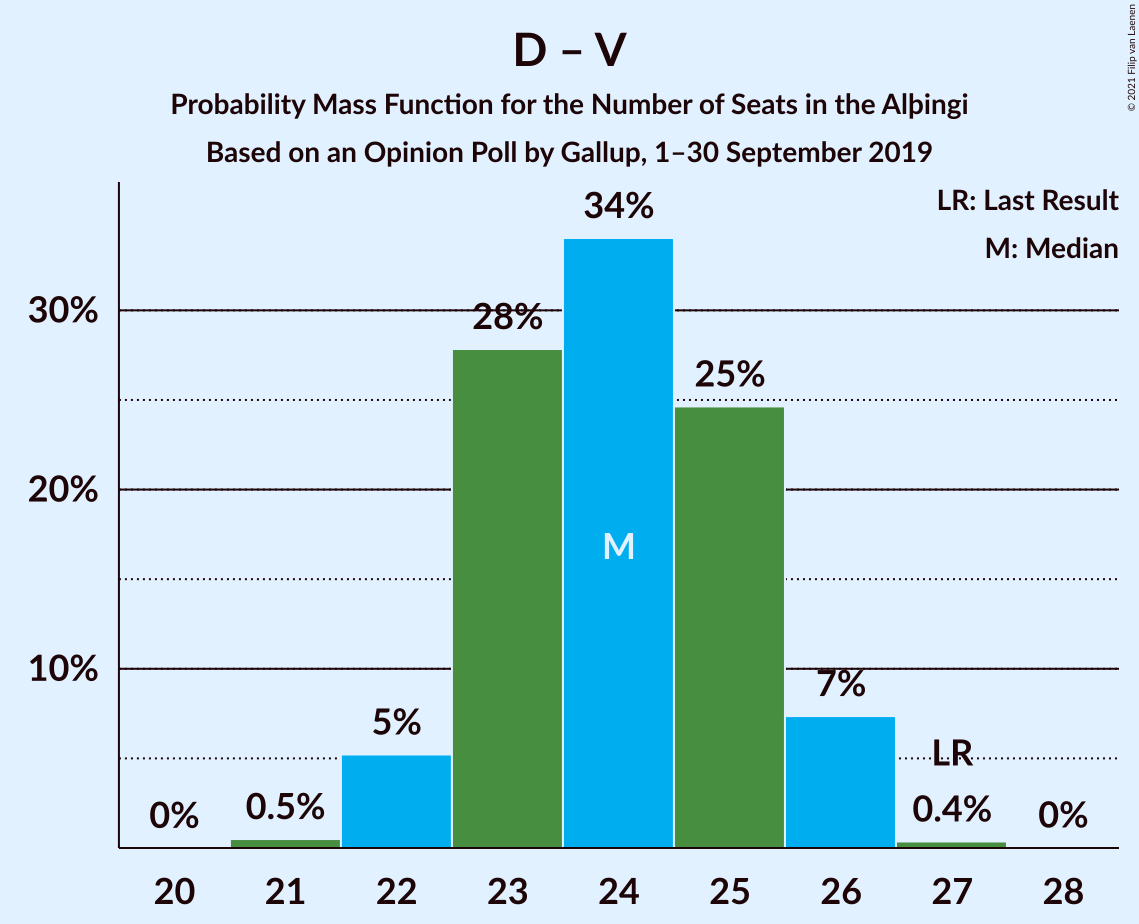 D – V
Probability Mass Function for the Number of Seats in the Alþingi
Based on an Opinion Poll by Gallup, 1–30 September 2019
© 2021 Filip van Laenen
LR: Last Result
M: Median
34%
30%
28%
25%
20%
M
10%
7%
5%
LR
0%
0.5%
0.4%
0%
20 21 22 23 24 25 26 27 28